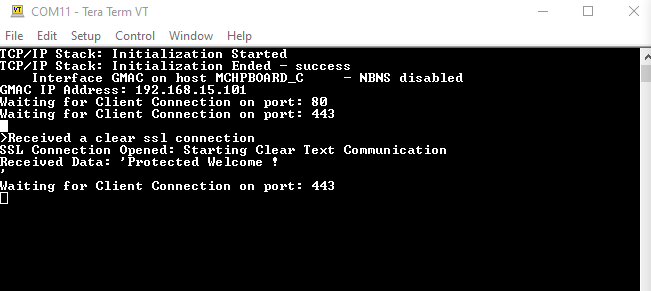 COM11 - Tera Term VT
File Edit Setup Control Window Help
TCP/IP Stack: Initialization Started
TCP/IP Stack: Initialization Ended - success
    Interface GMAC on host MCHPBOARD_C     - NBNS disabled
GMAC IP Address: 192.168.15.101
Waiting for Client Connection on port: 80
Waiting for Client Connection on port: 443
>Received a clear ssl connection
SSL Connection Opened: Starting Clear Text Communication
Received Data: 'Protected Welcome !
'
Waiting for Client Connection on port: 443